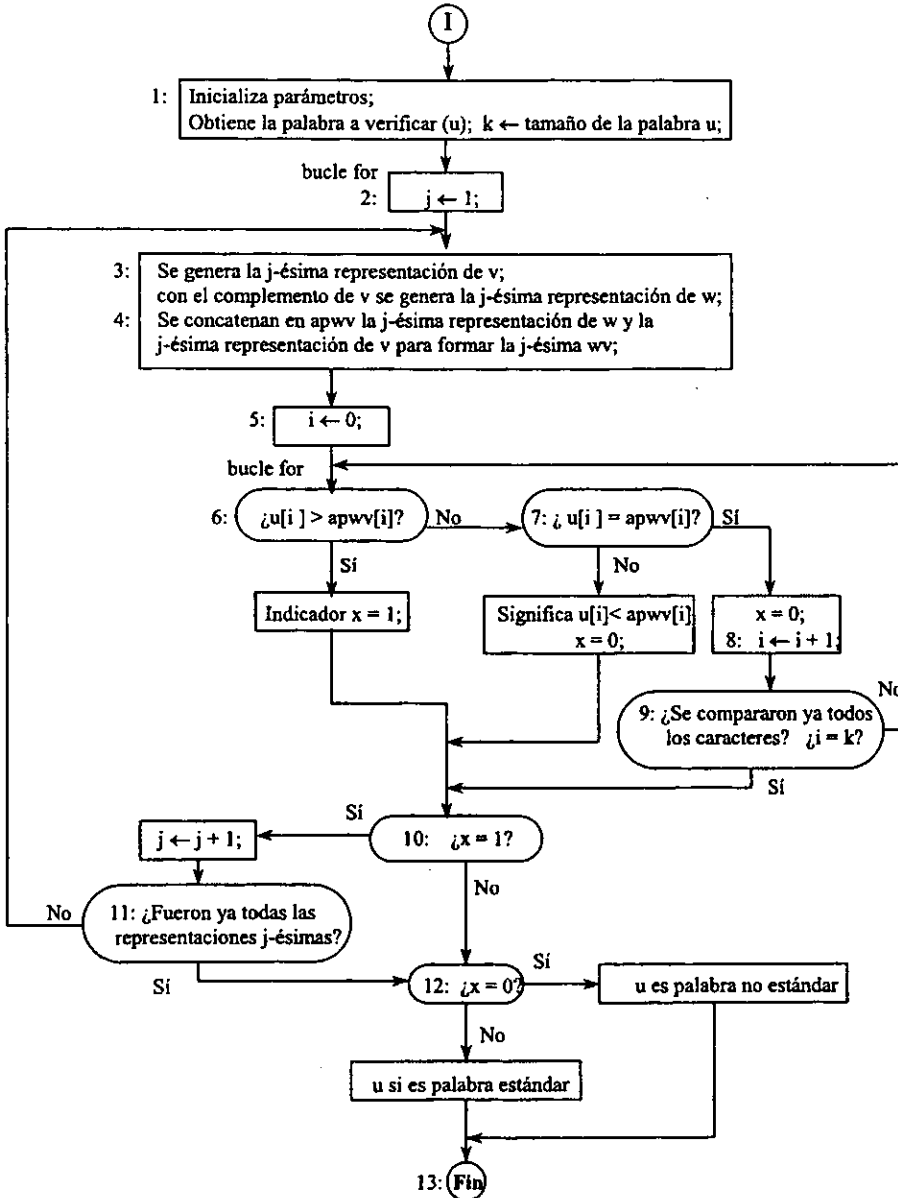 I
1: Inicializa parámetros;
Obtiene la palabra a verificar (u); k ← tamaño de la palabra u;
bucle for
2: j ← 1;
3: Se genera la j-ésima representación de v;
con el complemento de v se genera la j-ésima representación de w;
4: Se concatenan en apwv la j-ésima representación de w y la
j-ésima representación de v para formar la j-ésima wv;
5: i ← 0;
bucle for
6: ¿u[i ] > apwv[i]?
No
7: ¿ u[i ] = apwv[i]?
Sí
Sí
No
Indicador x = 1;
Significa u[i]< apwv[i]
x = 0;
x = 0;
8: i ← i + 1;
No
9: ¿Se compararon ya todos
los caracteres? ¿i = k?
Sí
Sí
j ← j + 1;
10: ¿x = 1?
No
No
11: ¿Fueron ya todas las
representaciones j-ésimas?
Sí
12: ¿x = 0?
Sí
u es palabra no estándar
No
u si es palabra estándar
13: Fin